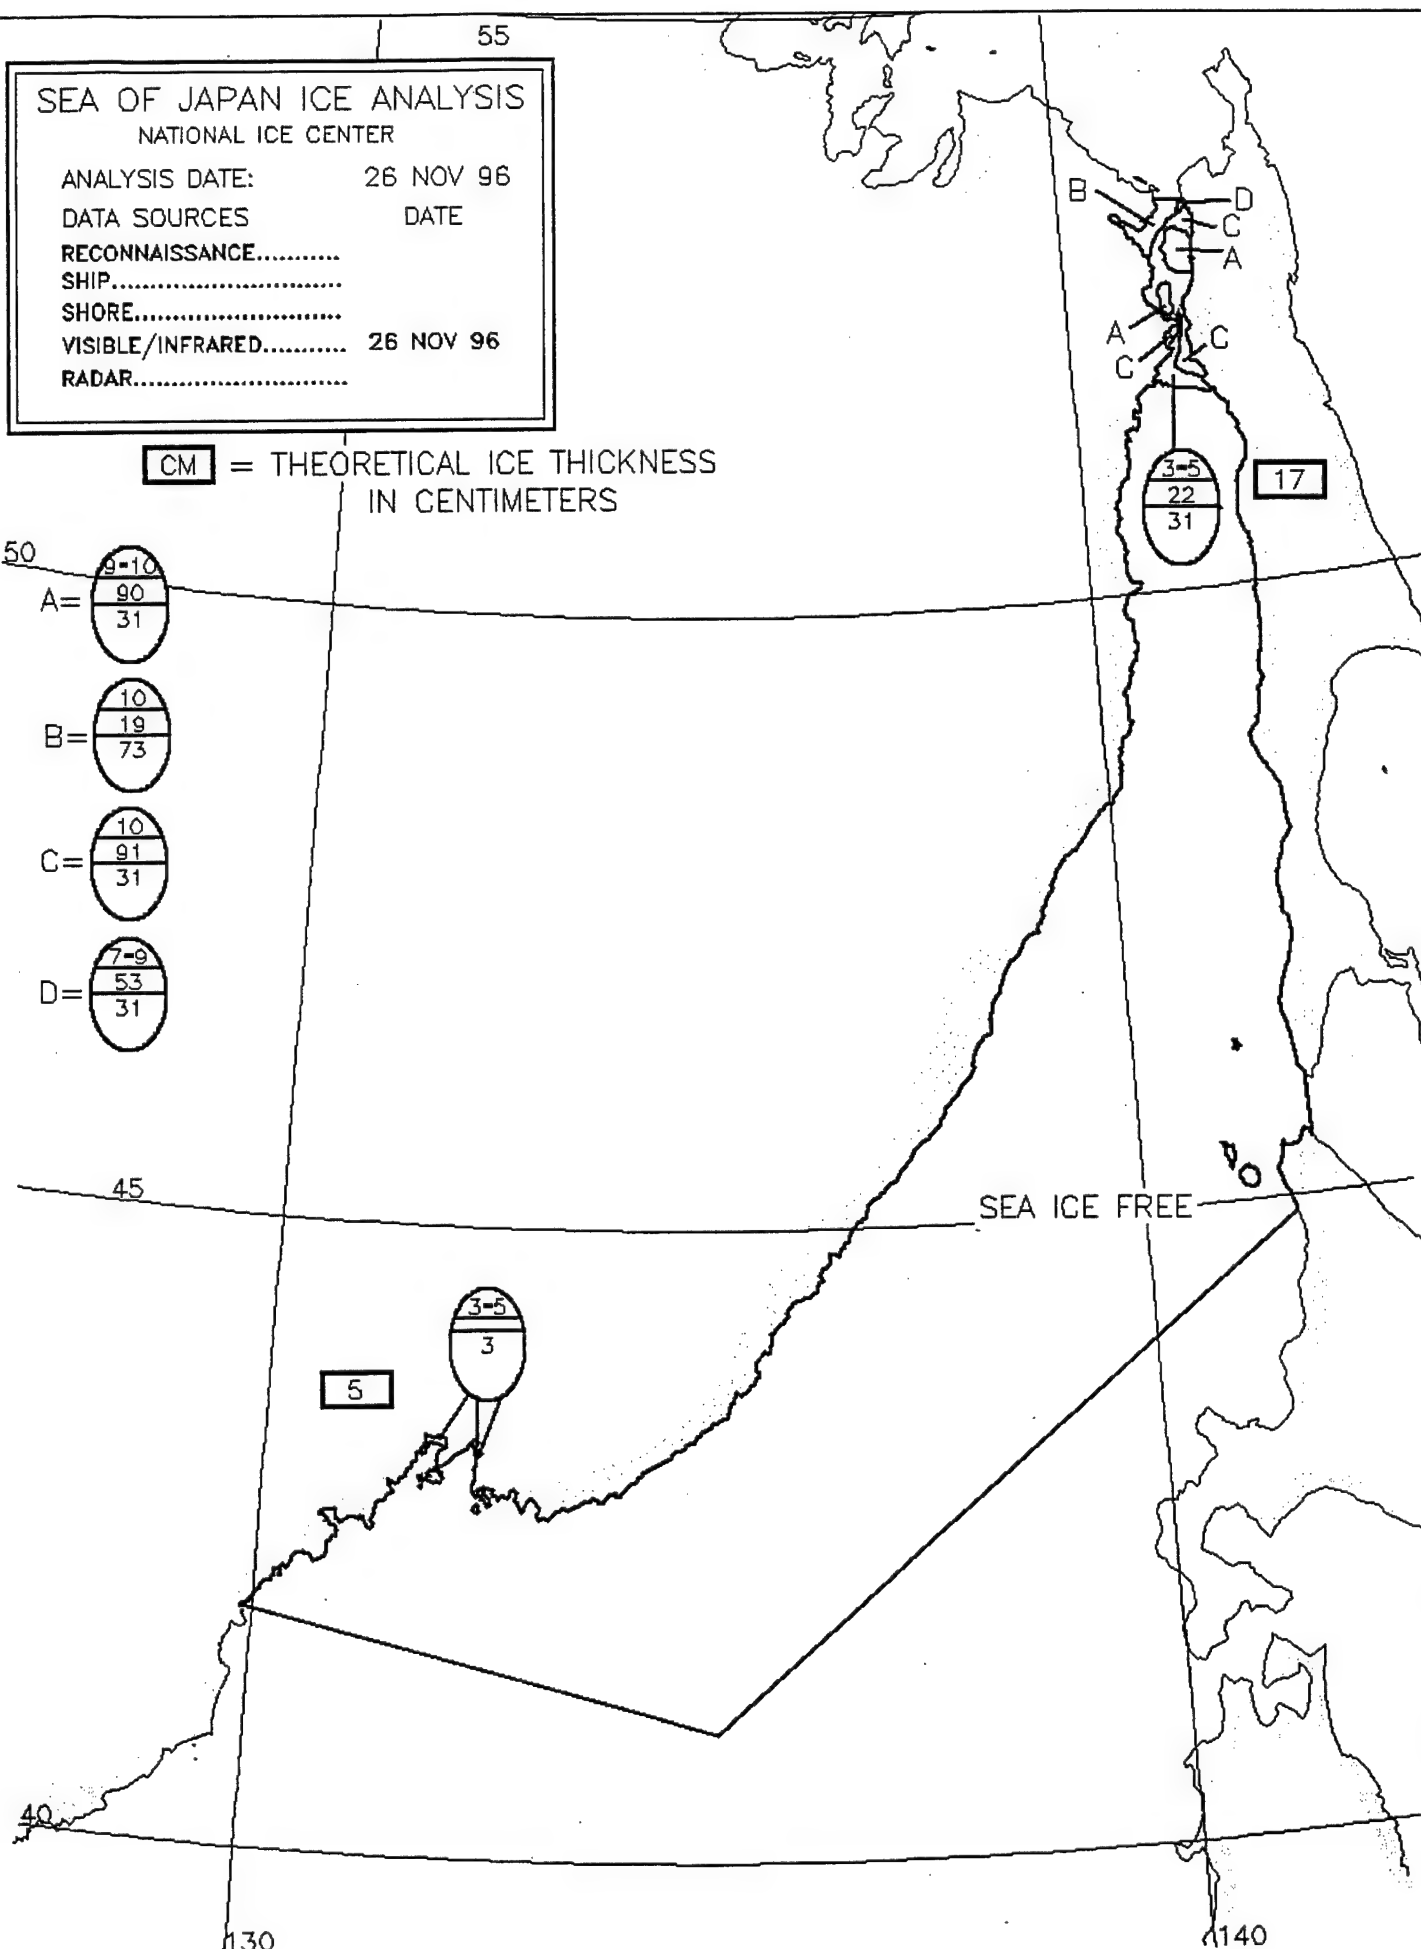 55
SEA OF JAPAN ICE ANALYSIS
NATIONAL ICE CENTER
ANALYSIS DATE: 26 NOV 96
DATA SOURCES DATE
RECONNAISSANCE...........
SHIP.............................
SHORE..........................
VISIBLE/INFRARED........... 26 NOV 96
RADAR...........................
B
D
C
A
A
C
C
CM = THEORETICAL ICE THICKNESS
IN CENTIMETERS
3-5
22
31
17
50
A=
9-10
90
31
B=
10
19
73
C=
10
91
31
D=
7-9
53
31
45
SEA ICE FREE
3-5
3
5
40
130
140